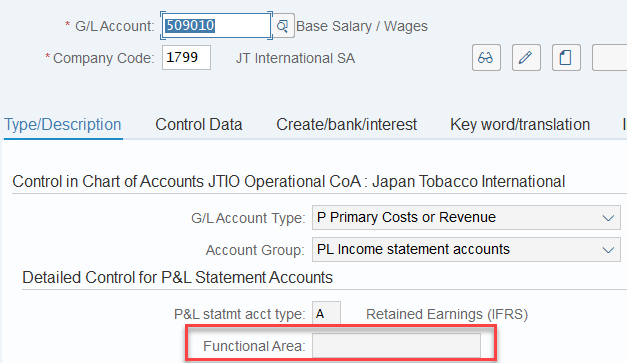 * G/L Account: 509010 Base Salary / Wages
* Company Code: 1799 JT International SA
Type/Description Control Data Create/bank/interest Key word/translation
Control in Chart of Accounts JTIO Operational CoA : Japan Tobacco International
G/L Account Type: P Primary Costs or Revenue
Account Group: PL Income statement accounts
Detailed Control for P&L Statement Accounts
P&L statmt acct type: A Retained Earnings (IFRS)
Functional Area: